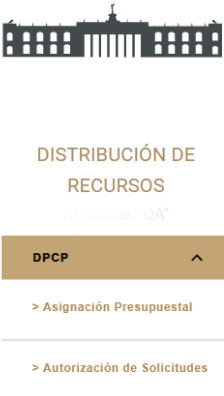 DISTRIBUCIÓN DE
RECURSOS
Ambiente: "QA"
DPCP
> Asignación Presupuestal
> Autorización de Solicitudes